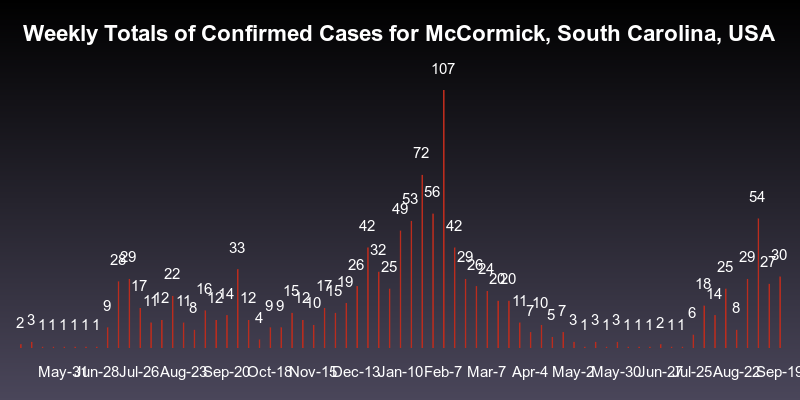 Weekly Totals of Confirmed Cases for McCormick, South Carolina, USA
2 3 1 1 1 1 1 1 9 28 29 17 11 12 22 11 8 16 12 14 33 12 4 9 9 15 12 10 17 15 19 26 42 32 25 49 53 72 56 107 42 29 26 24 20 20 11 7 10 5 7 3 1 3 1 3 1 1 1 2 1 1 6 18 14 25 8 29 54 27 30
May-31 Jun-28 Jul-26 Aug-23 Sep-20 Oct-18 Nov-15 Dec-13 Jan-10 Feb-7 Mar-7 Apr-4 May-2 May-30 Jun-27 Jul-25 Aug-22 Sep-19